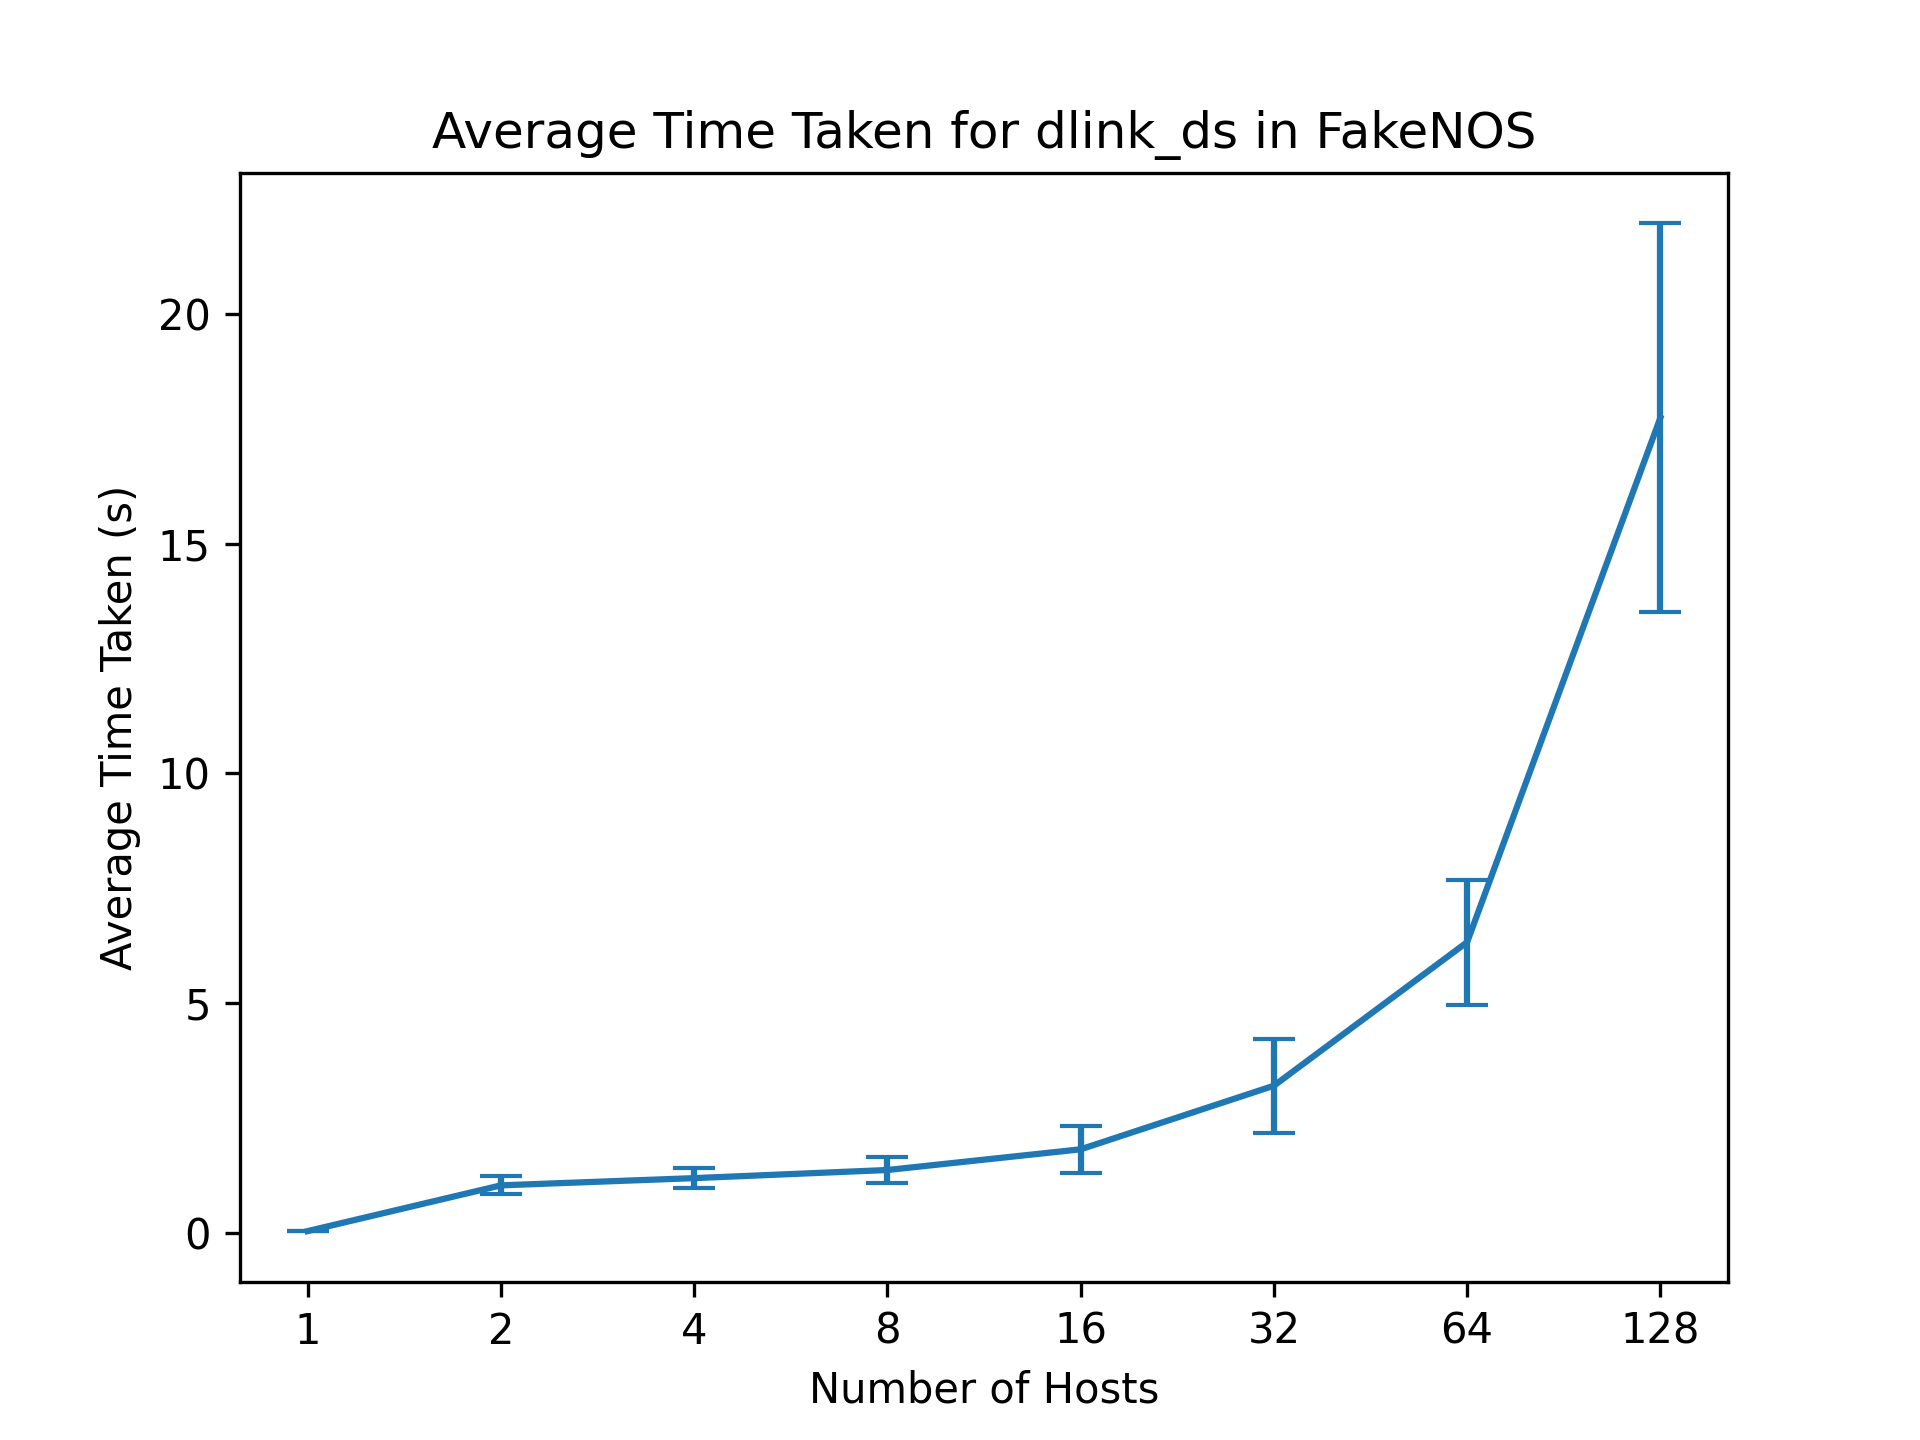 Average Time Taken for dlink_ds in FakeNOS
Average Time Taken (s)
20
15
10
5
0
1 2 4 8 16 32 64 128
Number of Hosts